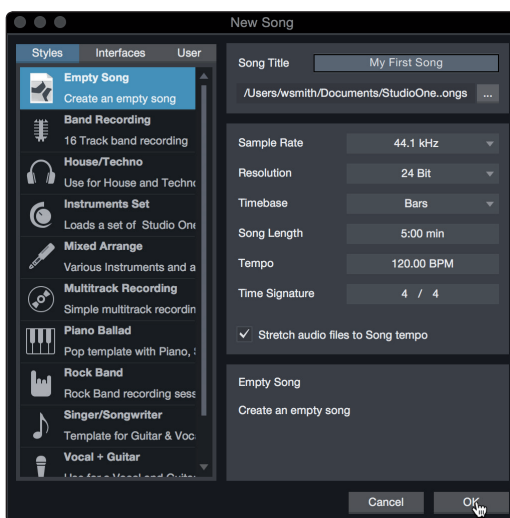 New Song
Styles Interfaces User
Empty Song
Create an empty song
Band Recording
16 Track band recording
House/Techno
Use for House and Techno
Instruments Set
Loads a set of Studio One
Mixed Arrange
Various Instruments and a
Multitrack Recording
Simple multitrack recordin
Piano Ballad
Pop template with Piano,
Rock Band
Rock Band recording sess
Singer/Songwriter
Template for Guitar & Voc
Vocal + Guitar
Song Title My First Song
/Users/wsmith/Documents/StudioOne..ongs ...
Sample Rate 44.1 kHz
Resolution 24 Bit
Timebase Bars
Song Length 5:00 min
Tempo 120.00 BPM
Time Signature 4 / 4
Stretch audio files to Song tempo
Empty Song
Create an empty song
Cancel OK